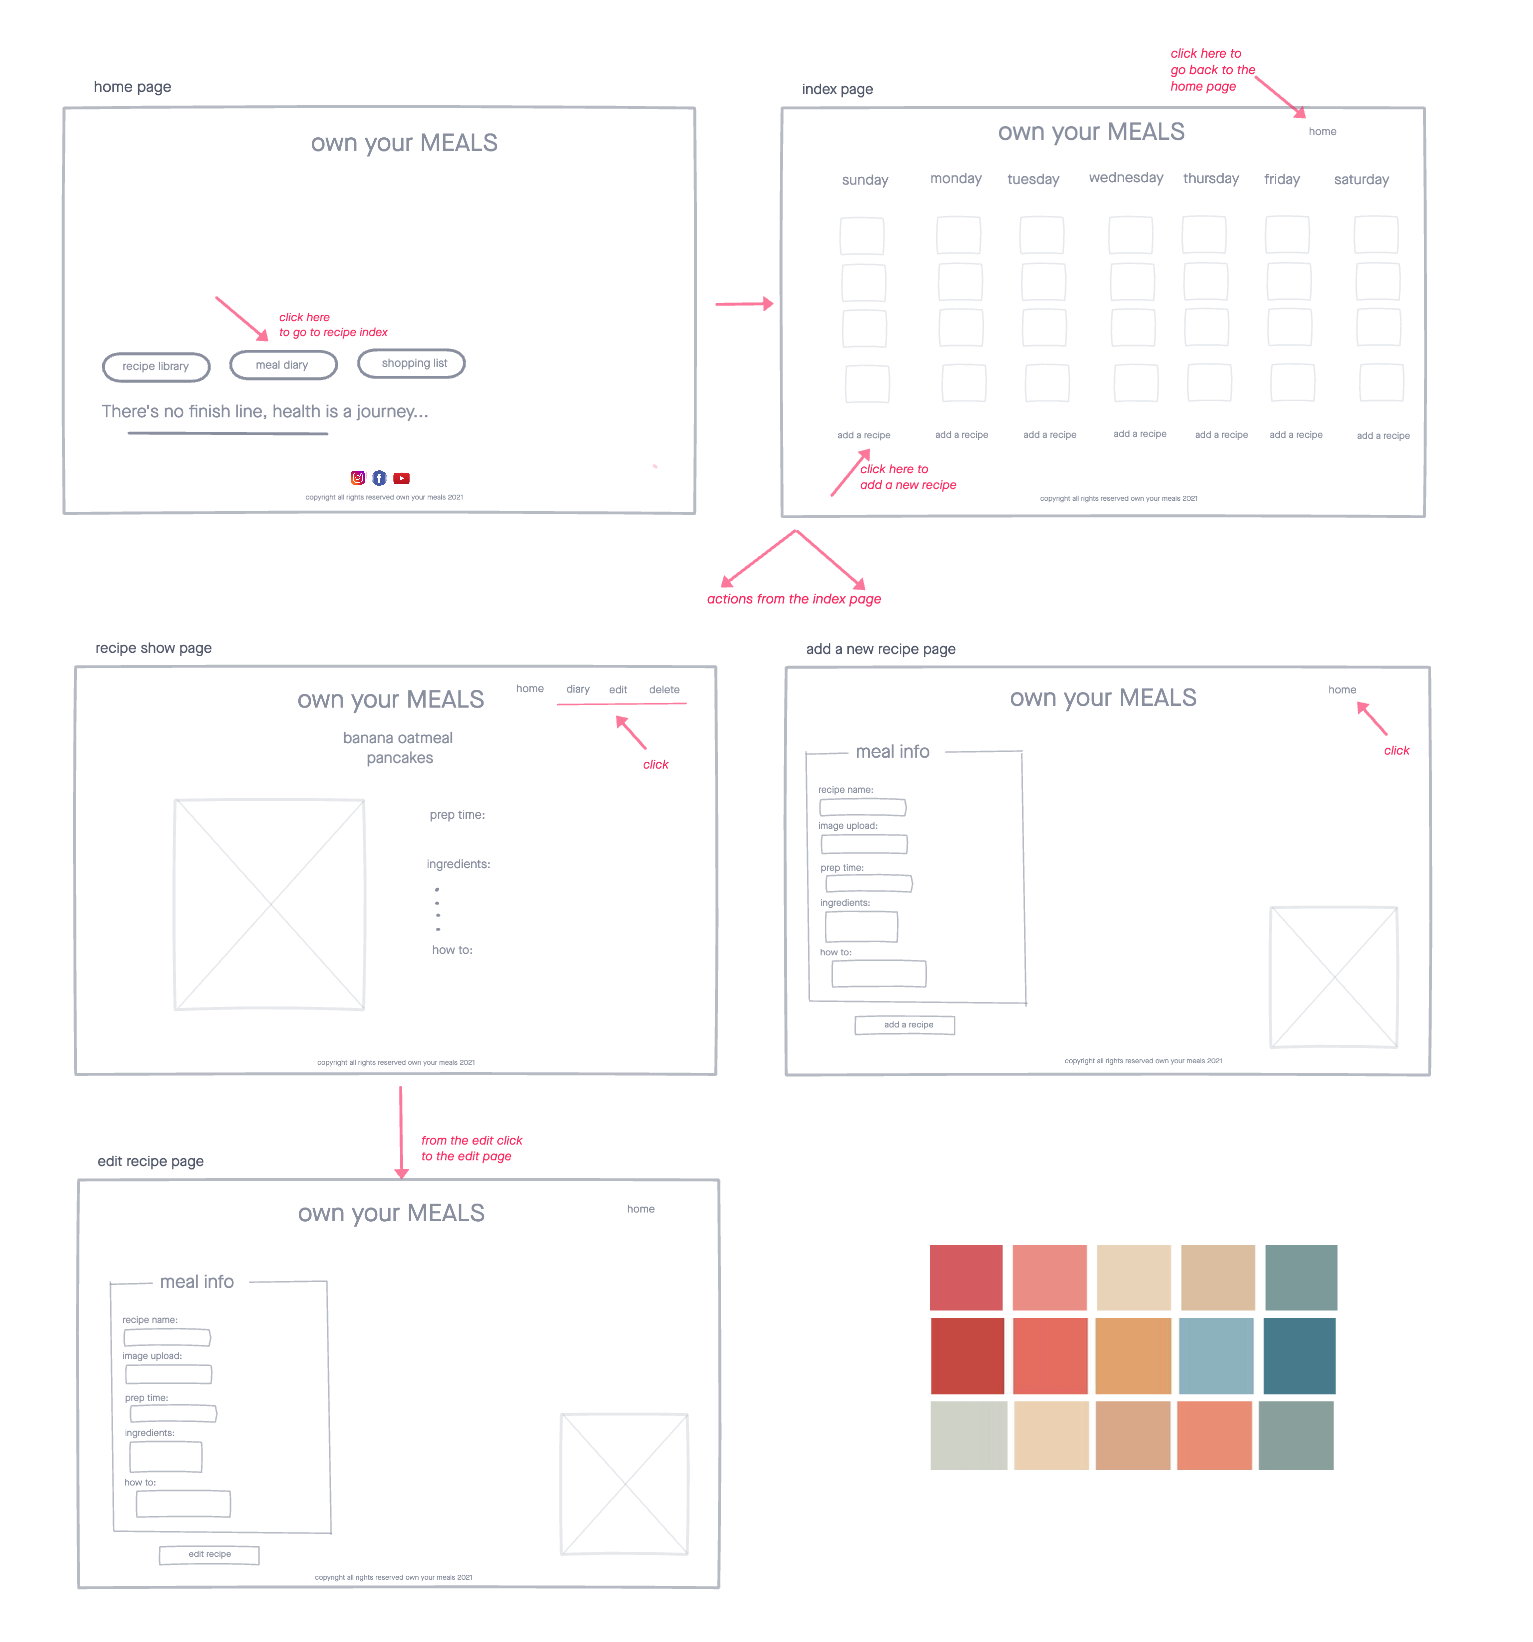 home page
own your MEALS
click here
to go to recipe index
recipe library
meal diary
shopping list
There's no finish line, health is a journey...
copyright all rights reserved own your meals 2021
click here to
go back to the
home page
index page
own your MEALS
home
sunday
monday
tuesday
wednesday
thursday
friday
saturday
add a recipe
add a recipe
add a recipe
add a recipe
add a recipe
add a recipe
add a recipe
click here to
add a new recipe
copyright all rights reserved own your meals 2021
actions from the index page
recipe show page
own your MEALS
home
diary
edit
delete
click
banana oatmeal
pancakes
prep time:
ingredients:
how to:
copyright all rights reserved own your meals 2021
add a new recipe page
own your MEALS
home
click
meal info
recipe name:
image upload:
prep time:
ingredients:
how to:
add a recipe
copyright all rights reserved own your meals 2021
from the edit click
to the edit page
edit recipe page
own your MEALS
home
meal info
recipe name:
image upload:
prep time:
ingredients:
how to:
edit recipe
copyright all rights reserved own your meals 2021